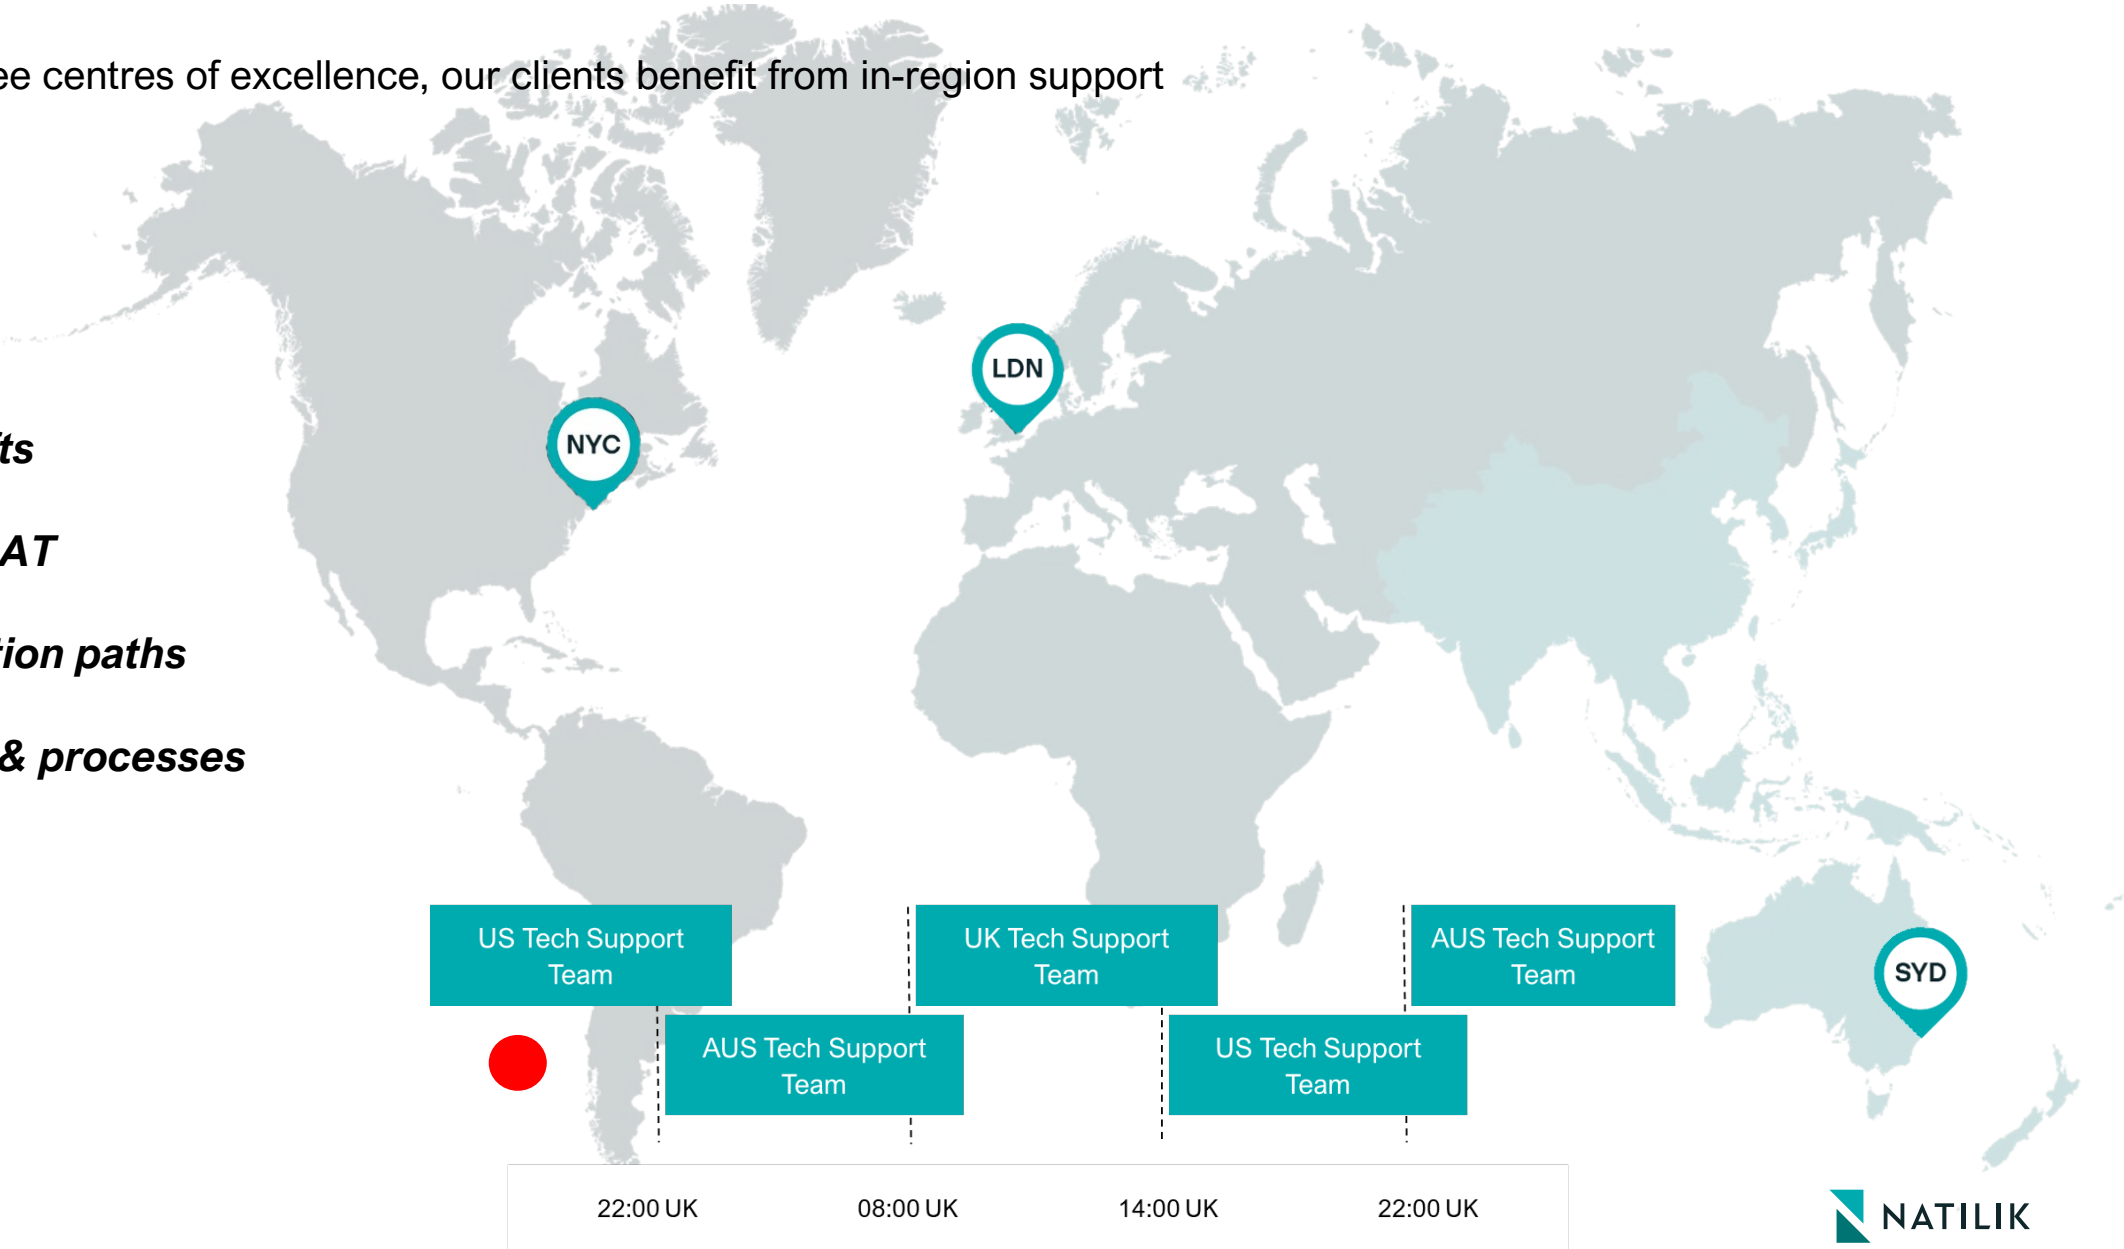 ee centres of excellence, our clients benefit from in-region support
LDN
NYC
fts
AT
tion paths
& processes
US Tech Support
Team
UK Tech Support
Team
AUS Tech Support
Team
SYD
AUS Tech Support
Team
US Tech Support
Team
22:00 UK
08:00 UK
14:00 UK
22:00 UK
NATILIK